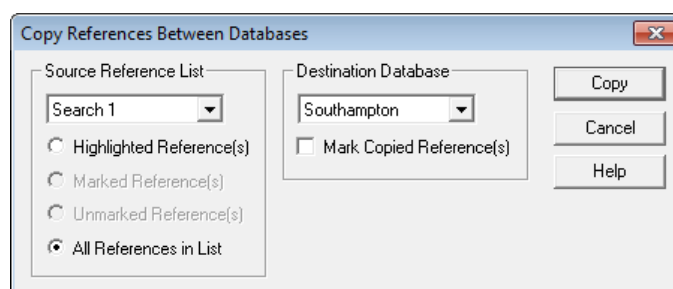 Copy References Between Databases
Source Reference List
Search 1
Highlighted Reference(s)
Marked Reference(s)
Unmarked Reference(s)
All References in List
Destination Database
Southampton
Mark Copied Reference(s)
Copy
Cancel
Help